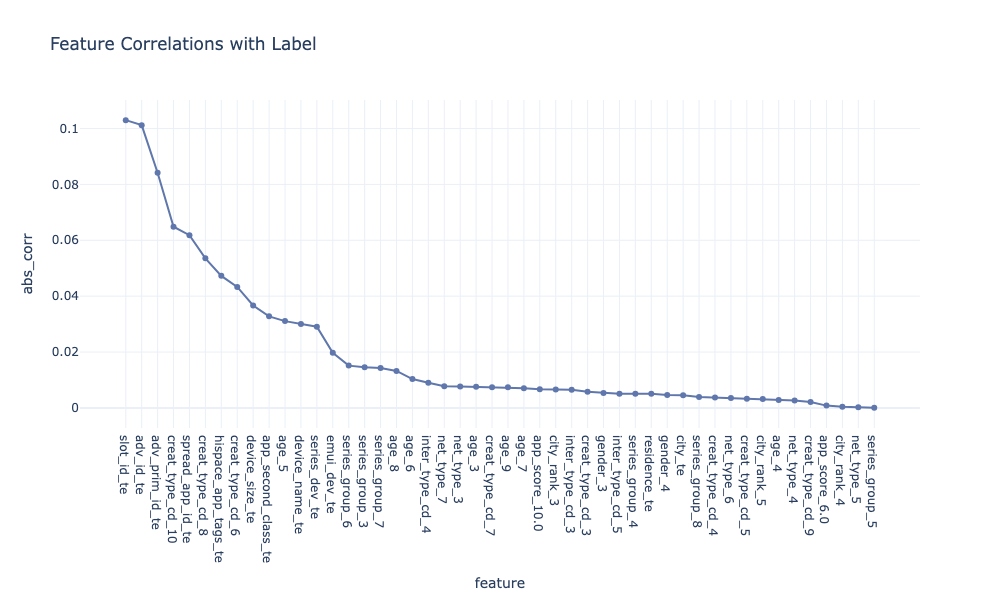 Feature Correlations with Label
abs_corr
0.1
0.08
0.06
0.04
0.02
0
slot_id_te
adv_id_te
adv_prim_id_te
creat_type_cd_10
spread_app_id_te
creat_type_cd_8
hispace_app_tags_te
creat_type_cd_6
device_size_te
app_second_class_te
age_5
device_name_te
series_dev_te
emui_dev_te
series_group_6
series_group_3
series_group_7
age_8
age_6
inter_type_cd_4
net_type_7
net_type_3
age_3
creat_type_cd_7
age_9
age_7
app_score_10.0
city_rank_3
inter_type_cd_3
creat_type_cd_3
gender_3
inter_type_cd_5
series_group_4
residence_te
gender_4
city_te
series_group_8
creat_type_cd_4
net_type_6
creat_type_cd_5
city_rank_5
age_4
net_type_4
creat_type_cd_9
app_score_6.0
city_rank_4
net_type_5
series_group_5
feature